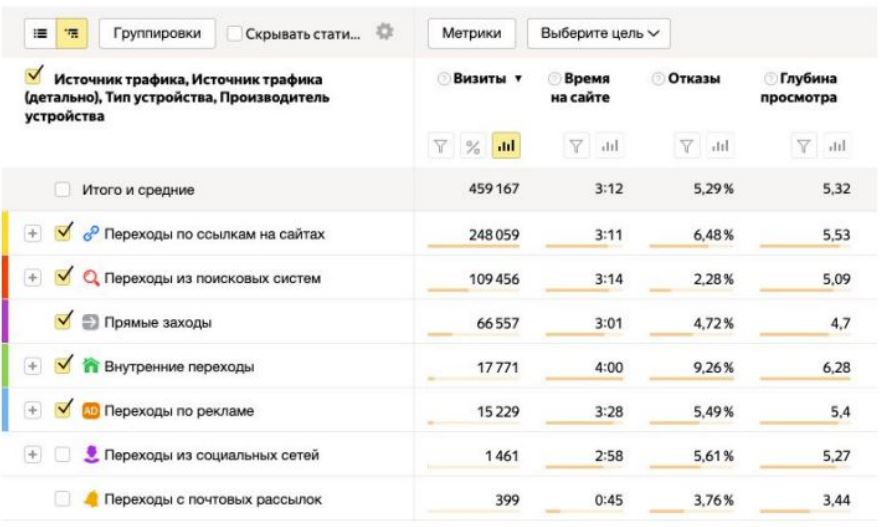 Группировки Скрывать стати... Метрики Выберите цель
Источник трафика, Источник трафика (детально), Тип устройства, Производитель устройства
Визиты ▼ Время на сайте Отказы Глубина просмотра
%
Итого и средние 459 167 3:12 5,29 % 5,32
Переходы по ссылкам на сайтах 248 059 3:11 6,48 % 5,53
Переходы из поисковых систем 109 456 3:14 2,28 % 5,09
Прямые заходы 66 557 3:01 4,72 % 4,7
Внутренние переходы 17 771 4:00 9,26 % 6,28
AD Переходы по рекламе 15 229 3:28 5,49 % 5,4
Переходы из социальных сетей 1 461 2:58 5,61 % 5,27
Переходы с почтовых рассылок 399 0:45 3,76 % 3,44